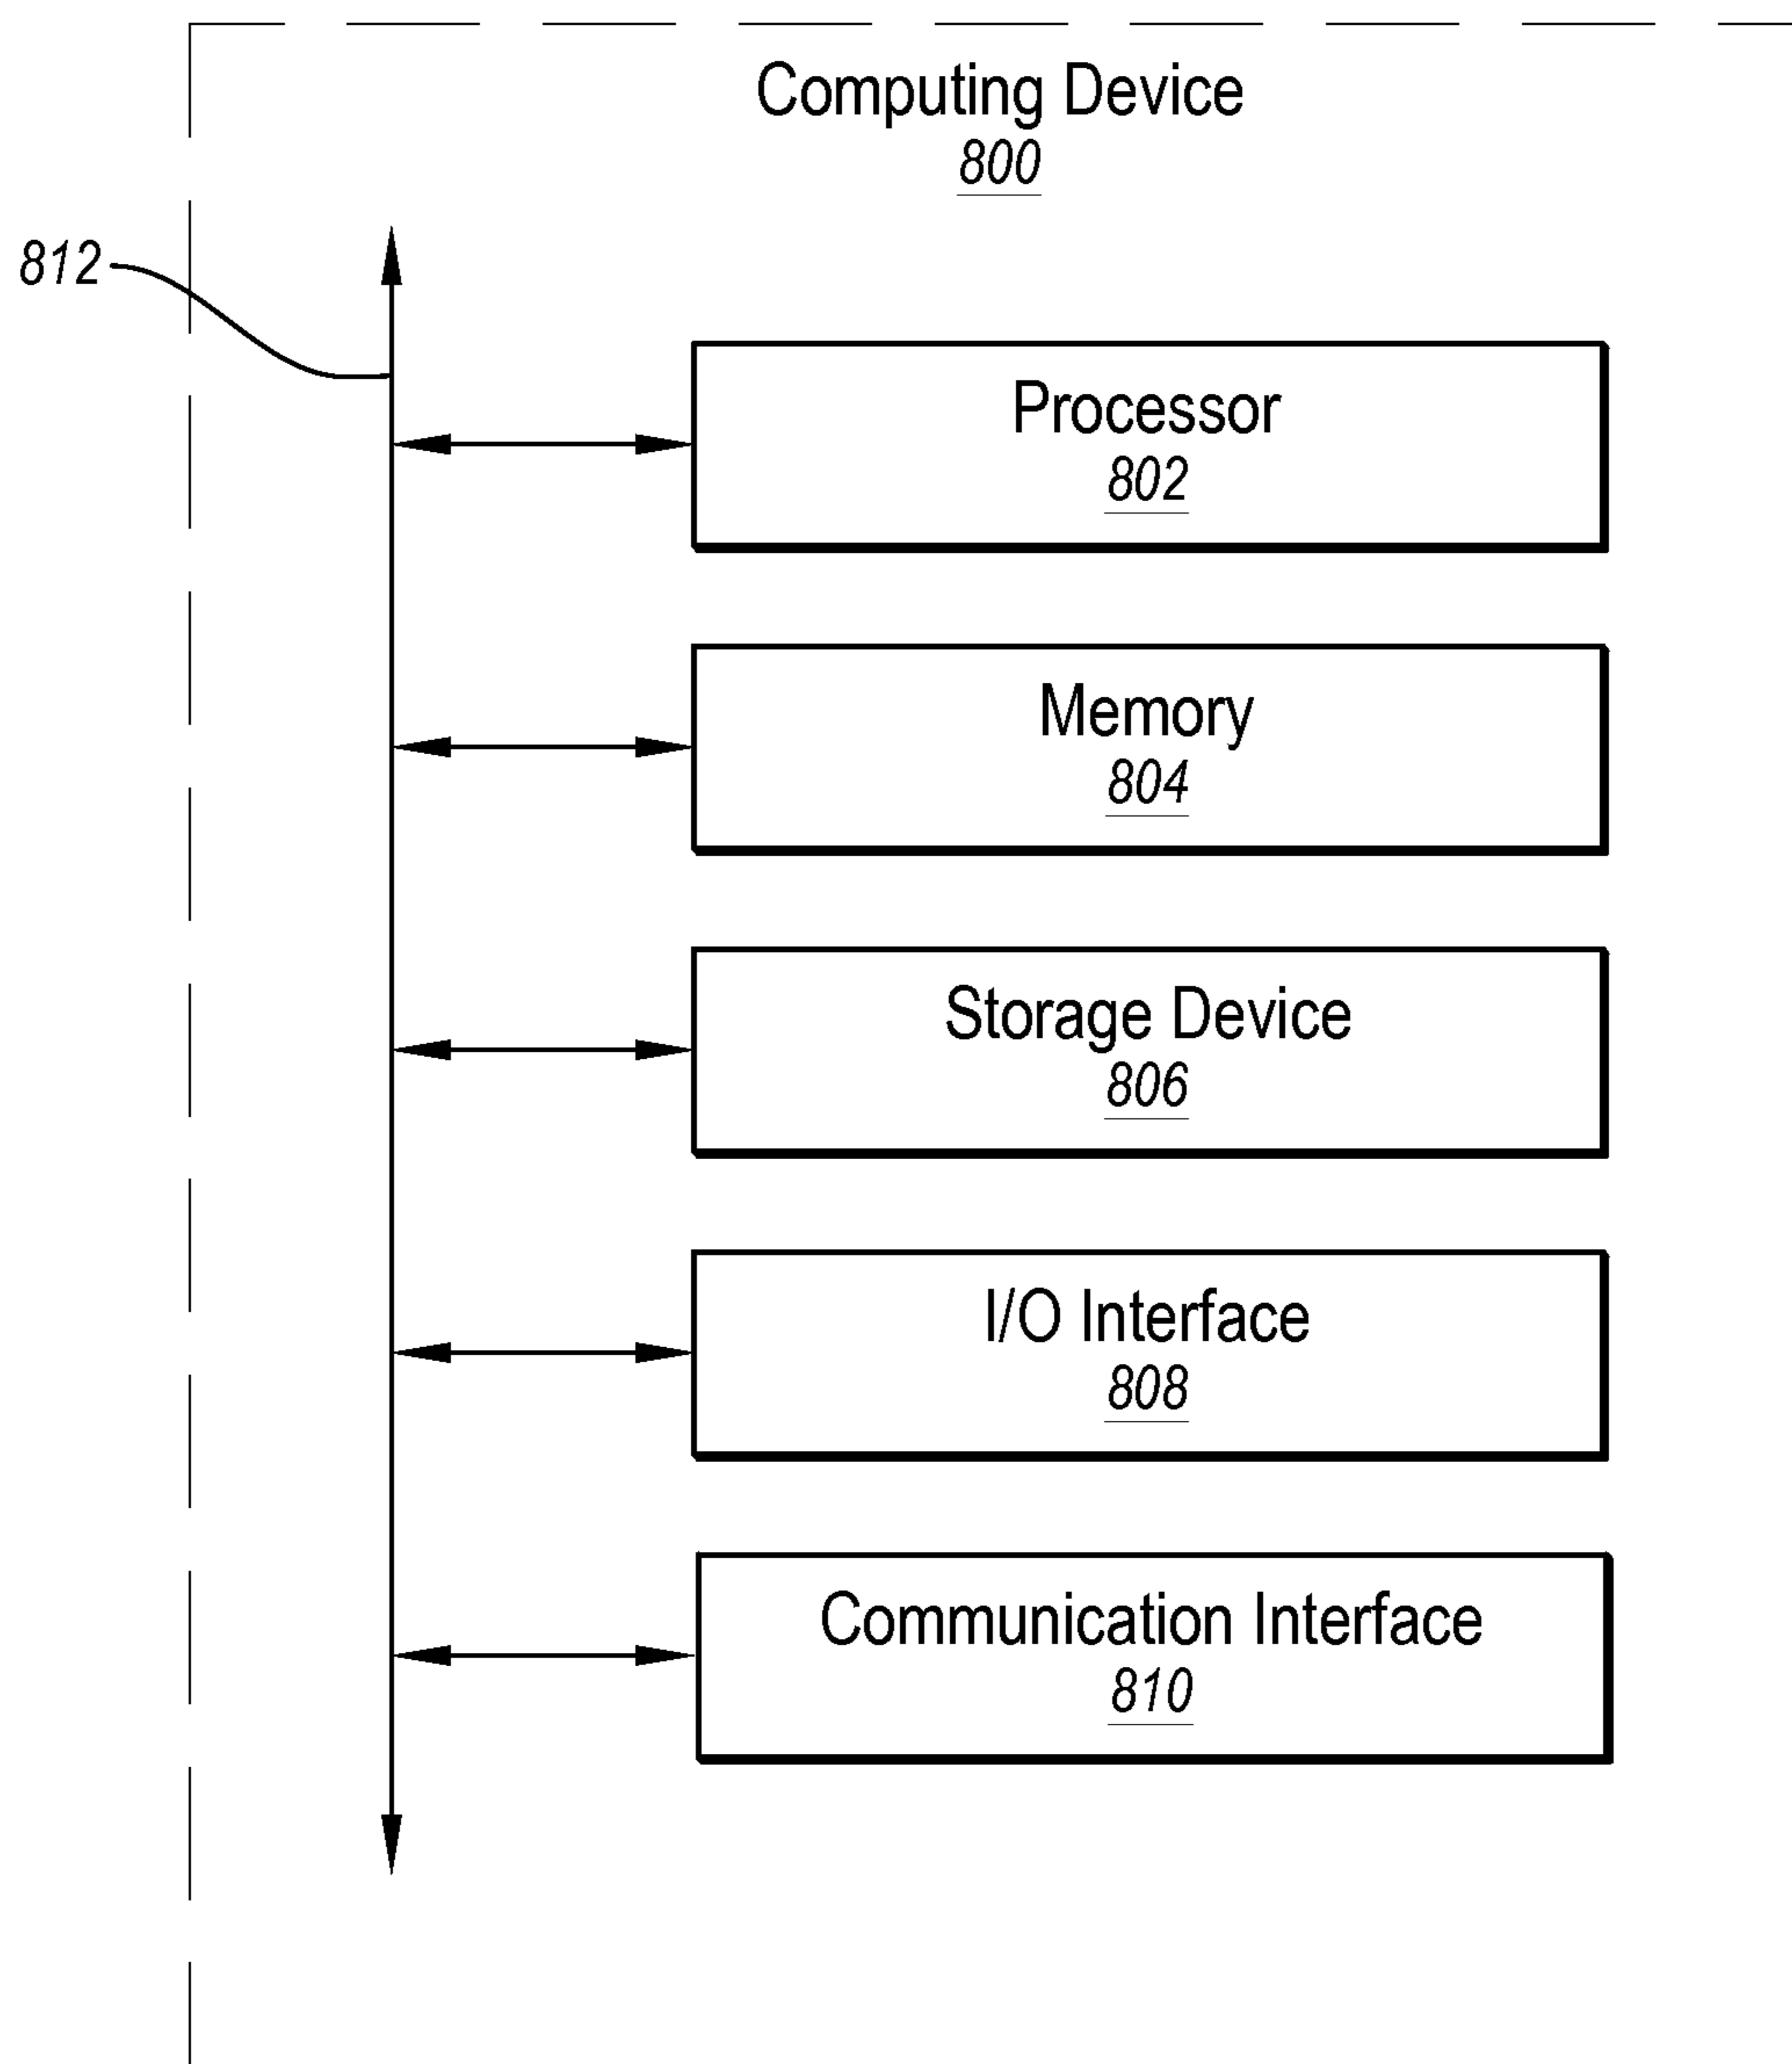 Computing Device
800
812
Processor
802
Memory
804
Storage Device
806
I/O Interface
808
Communication Interface
810